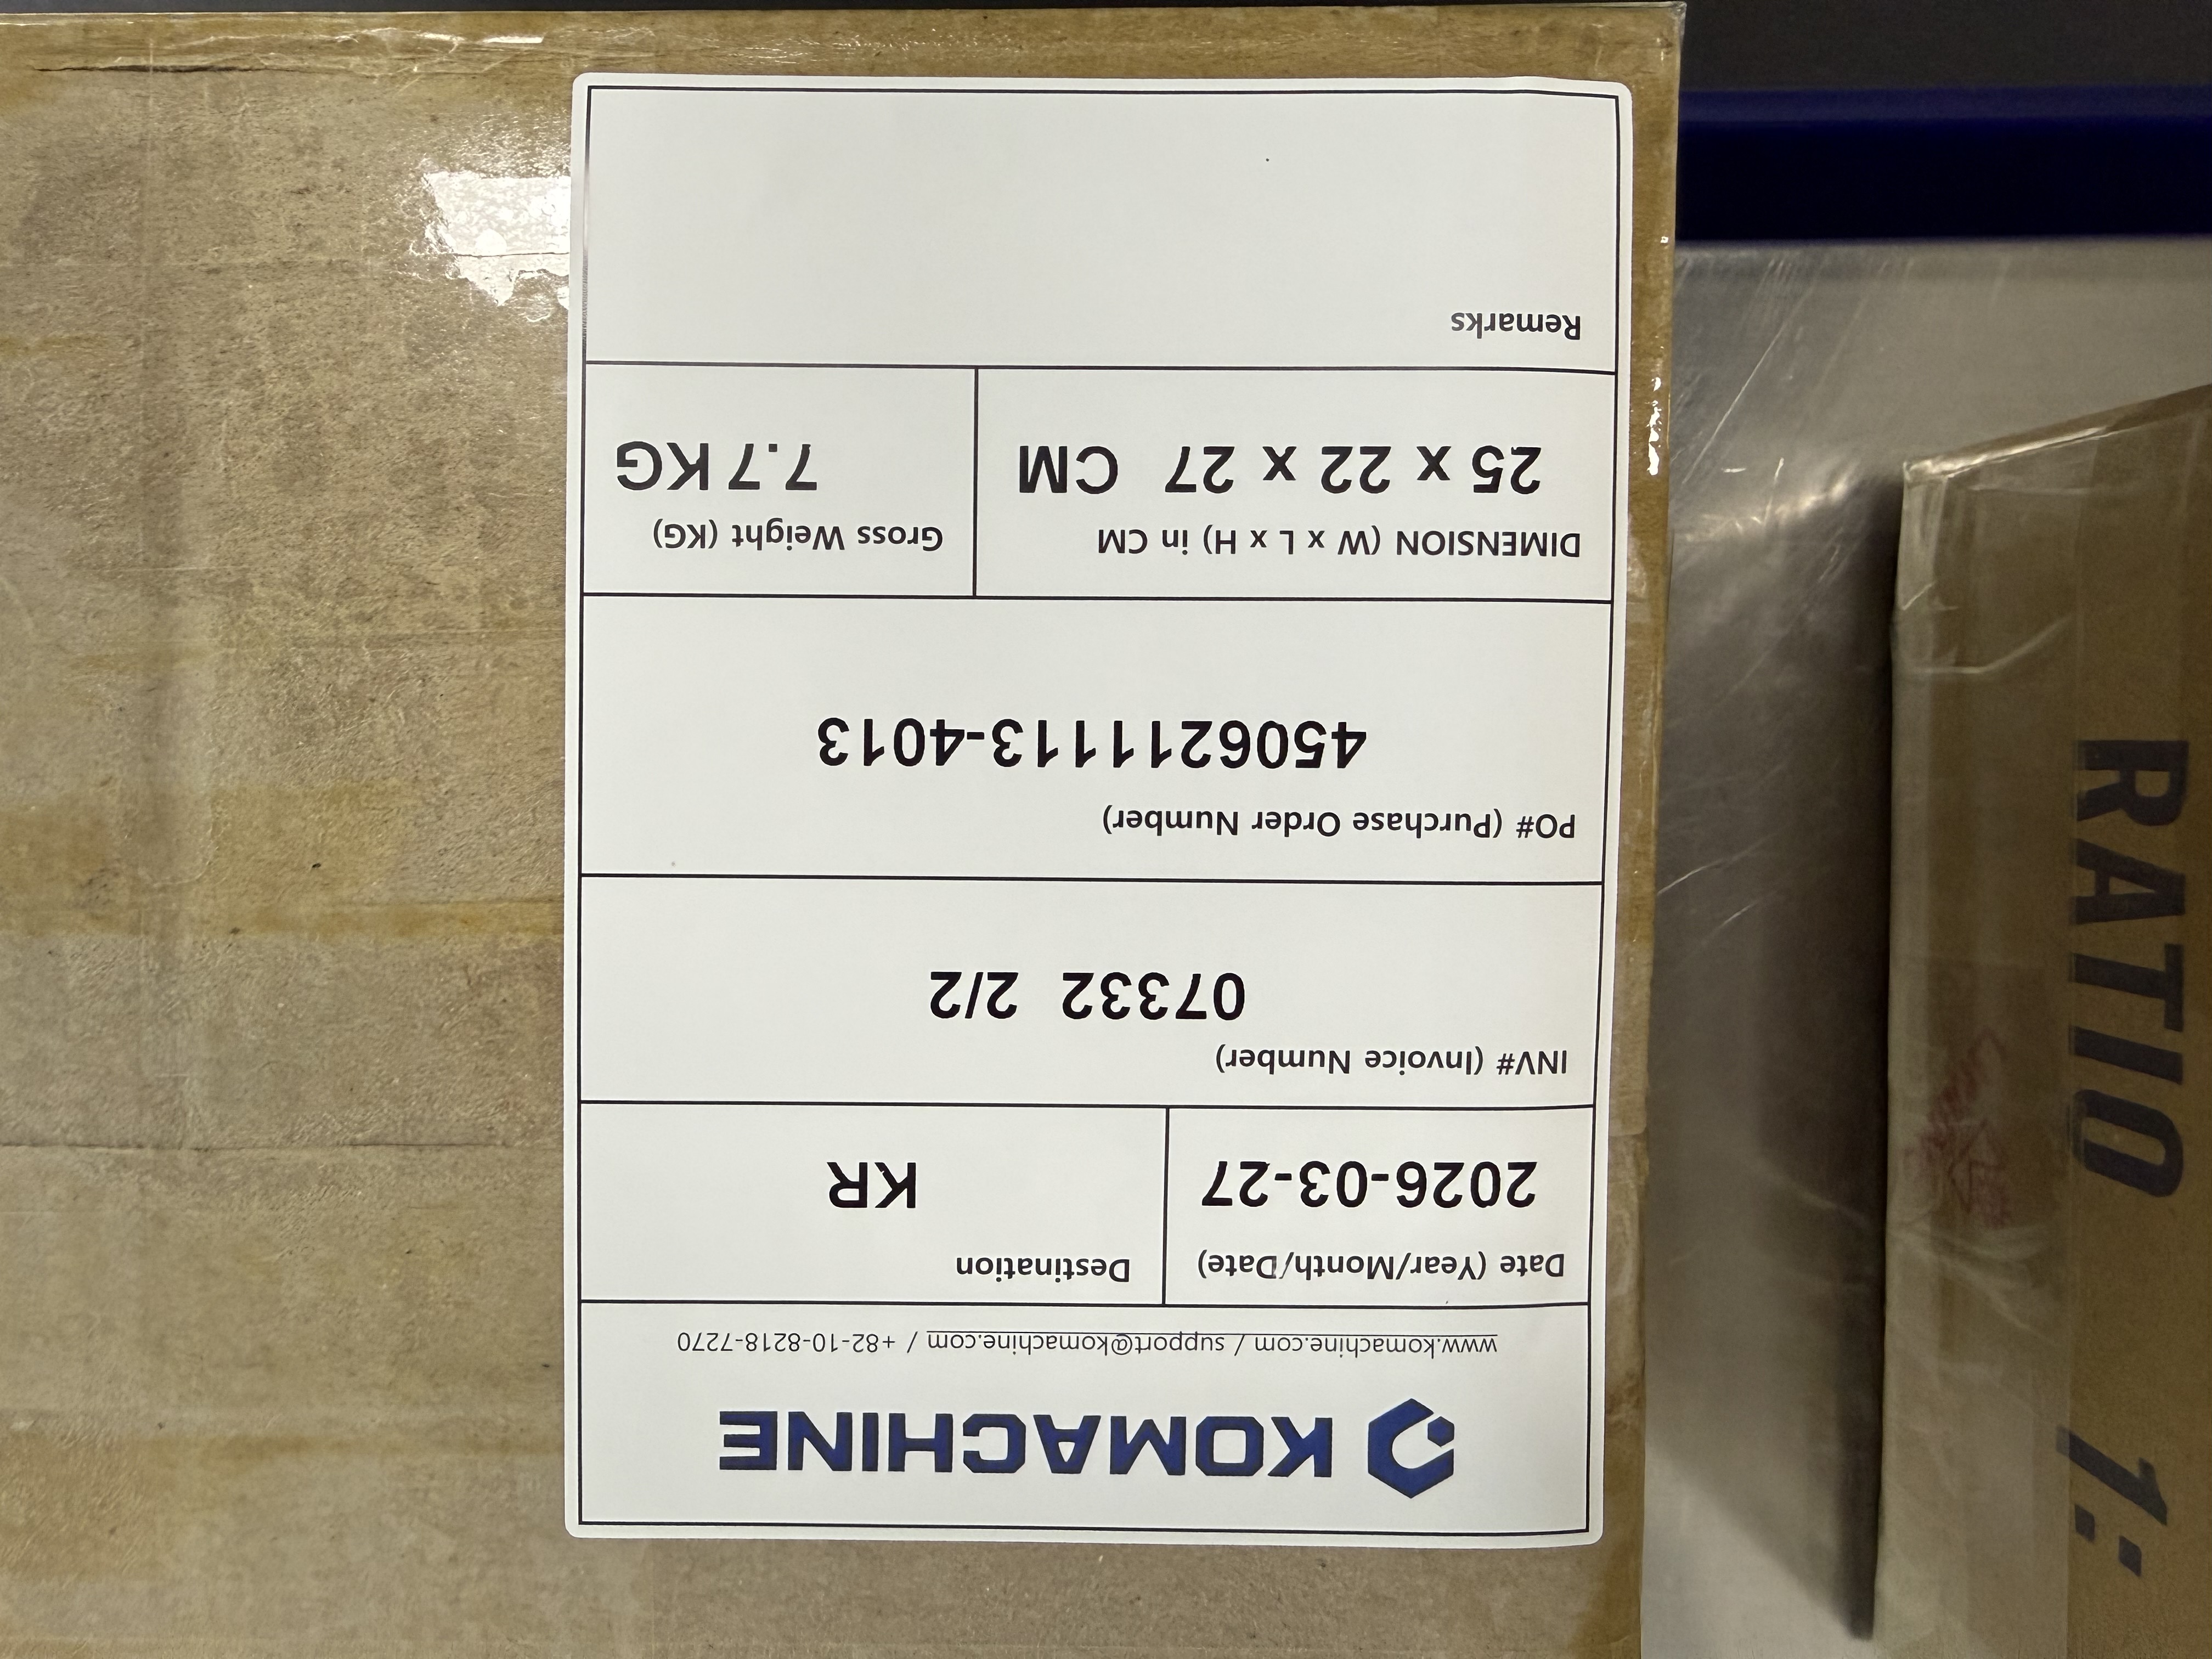 KOMACHINE
www.komachine.com / support@komachine.com / +82-10-8218-7270
Date (Year/Month/Date)
2026-03-27
Destination
KR
INV# (Invoice Number)
07332 2/2
PO# (Purchase Order Number)
4506211113-4013
DIMENSION (W x L x H) in CM
25 x 22 x 27 CM
Gross Weight (KG)
7.7 KG
Remarks
RATIO 1: